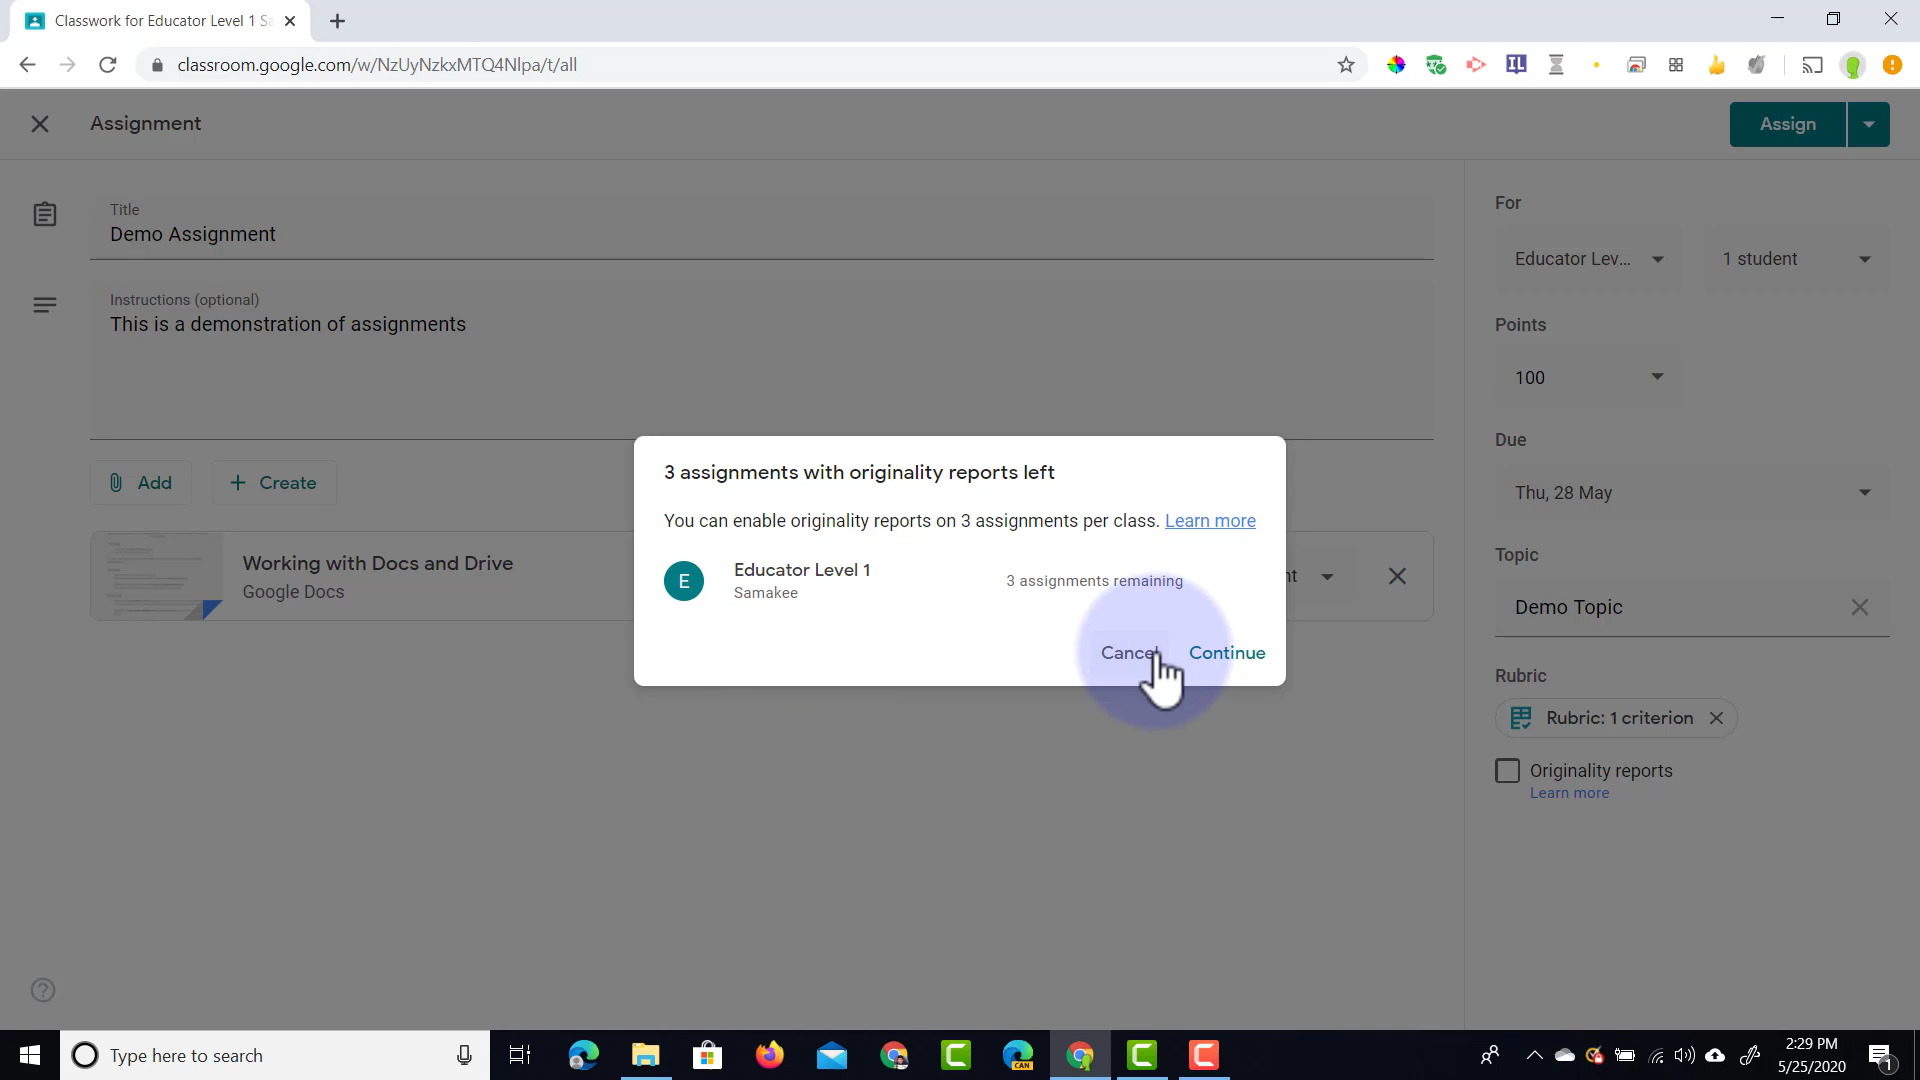 Classwork for Educator Level 1 Sa
classroom.google.com/w/NzUyNzkxMTQ4Nlpa/t/all
IL
Assignment
Assign
Title
Demo Assignment
Instructions (optional)
This is a demonstration of assignments
Add
Create
Working with Docs and Drive
Google Docs
nt
3 assignments with originality reports left
You can enable originality reports on 3 assignments per class. Learn more
E
Educator Level 1
Samakee
3 assignments remaining
Cancel
Continue
For
Educator Lev...
1 student
Points
100
Due
Thu, 28 May
Topic
Demo Topic
Rubric
Rubric: 1 criterion
Originality reports
Learn more
Type here to search
CAN
2:29 PM
5/25/2020
1